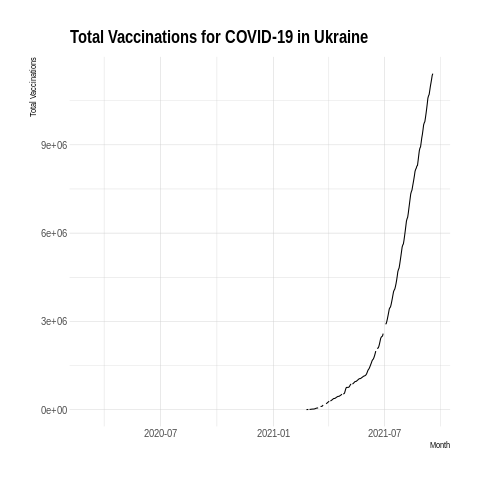 Total Vaccinations for COVID-19 in Ukraine
Total Vaccinations
9e+06
6e+06
3e+06
0e+00
2020-07
2021-01
2021-07
Month